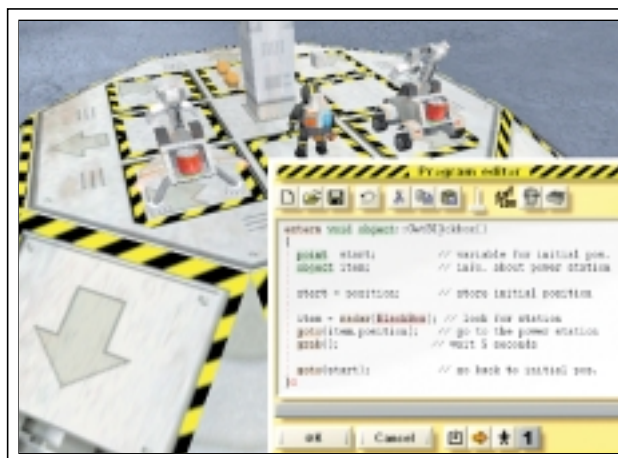 Program editor
extern void object::GetBlackbox()
{
point start; // variable for initial pos.
object item; // info. about power station
start = position; // store initial position
item = radar(BlackBox); // look for station
goto(item.position); // go to the power station
grab(); // wait 5 seconds
goto(start); // go back to initial pos.
}
OK Cancel 1